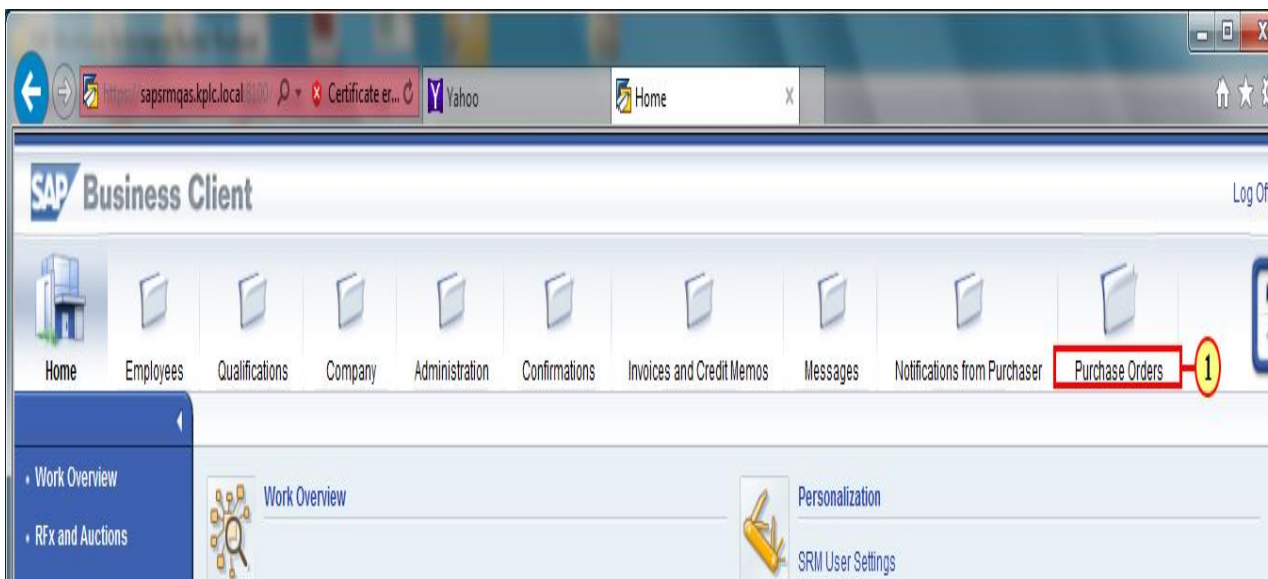 https:// sapsrmqas.kplc.local:8100/ Certificate er... Yahoo Home X
SAP Business Client
Log Of
Home Employees Qualifications Company Administration Confirmations Invoices and Credit Memos Messages Notifications from Purchaser Purchase Orders 1
Work Overview
RFx and Auctions
Work Overview
Personalization
SRM User Settings